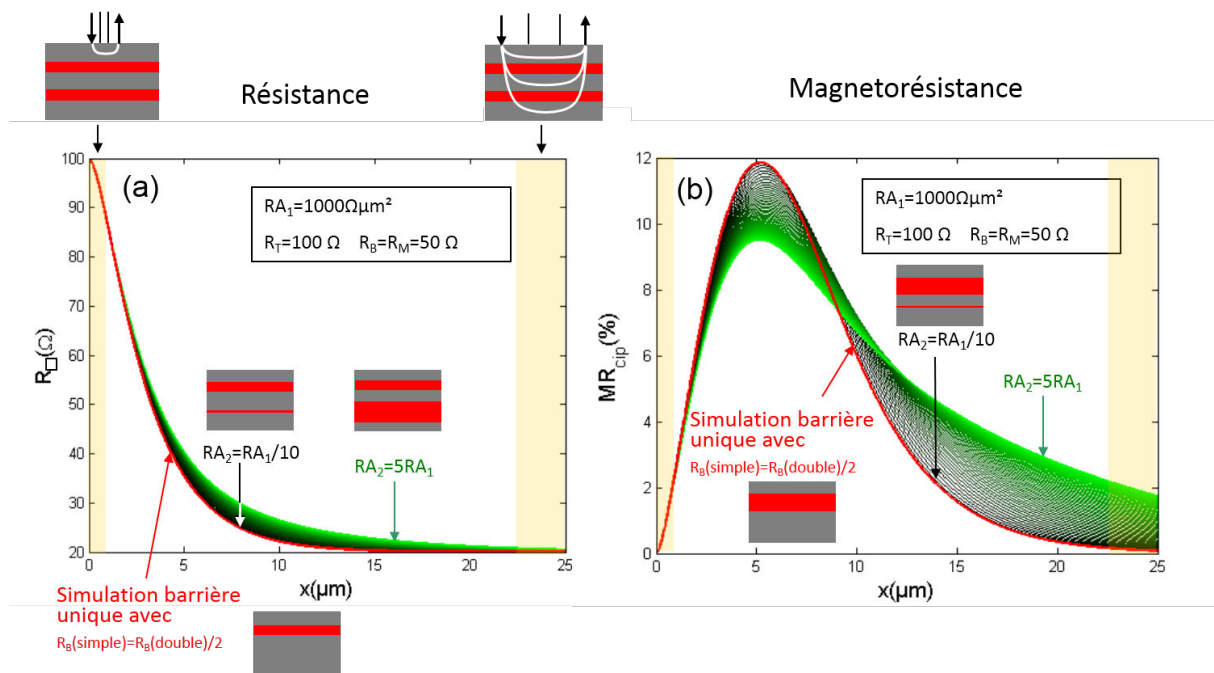 Résistance
Magnetorésistance
(a)
RA₁=1000Ωµm²
R_T=100 Ω R_B=R_M=50 Ω
100
90
80
70
60
50
40
30
20
R□(Ω)
RA₂=RA₁/10
RA₂=5RA₁
0 5 10 15 20 25
x(µm)
Simulation barrière
unique avec
R_B(simple)=R_B(double)/2
(b)
RA₁=1000Ωµm²
R_T=100 Ω R_B=R_M=50 Ω
12
10
8
6
4
2
0
MR_cip(%)
RA₂=RA₁/10
RA₂=5RA₁
Simulation barrière
unique avec
R_B(simple)=R_B(double)/2
0 5 10 15 20 25
x(µm)